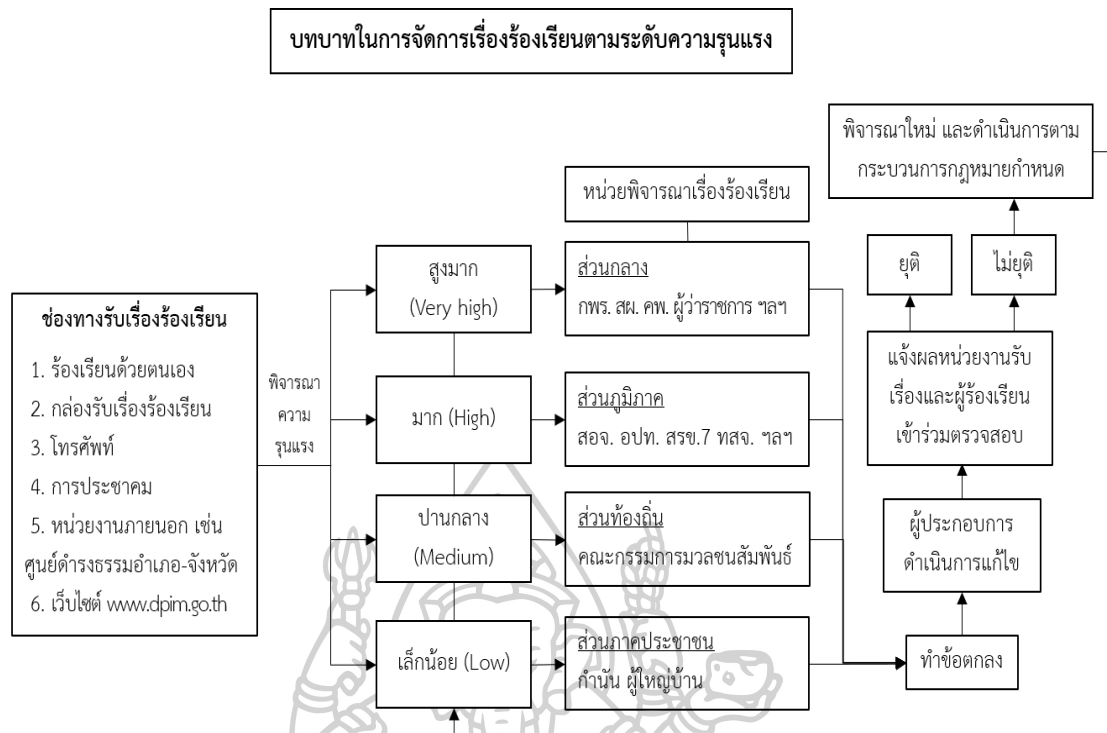 บทบาทในการจัดการเรื่องร้องเรียนตามระดับความรุนแรง
ช่องทางรับเรื่องร้องเรียน
1. ร้องเรียนด้วยตนเอง
2. กล่องรับเรื่องร้องเรียน
3. โทรศัพท์
4. การประชาคม
5. หน่วยงานภายนอก เช่น
ศูนย์ดำรงธรรมอำเภอ-จังหวัด
6. เว็บไซต์ www.dpim.go.th
พิจารณา
ความ
รุนแรง
สูงมาก
(Very high)
มาก (High)
ปานกลาง
(Medium)
เล็กน้อย (Low)
หน่วยพิจารณาเรื่องร้องเรียน
ส่วนกลาง
กพร. สผ. คพ. ผู้ว่าราชการ ฯลฯ
ส่วนภูมิภาค
สอจ. อปท. สรข.7 ทสจ. ฯลฯ
ส่วนท้องถิ่น
คณะกรรมการมวลชนสัมพันธ์
ส่วนภาคประชาชน
กำนัน ผู้ใหญ่บ้าน
พิจารณาใหม่ และดำเนินการตาม
กระบวนการกฎหมายกำหนด
ยุติ
ไม่ยุติ
แจ้งผลหน่วยงานรับ
เรื่องและผู้ร้องเรียน
เข้าร่วมตรวจสอบ
ผู้ประกอบการ
ดำเนินการแก้ไข
ทำข้อตกลง